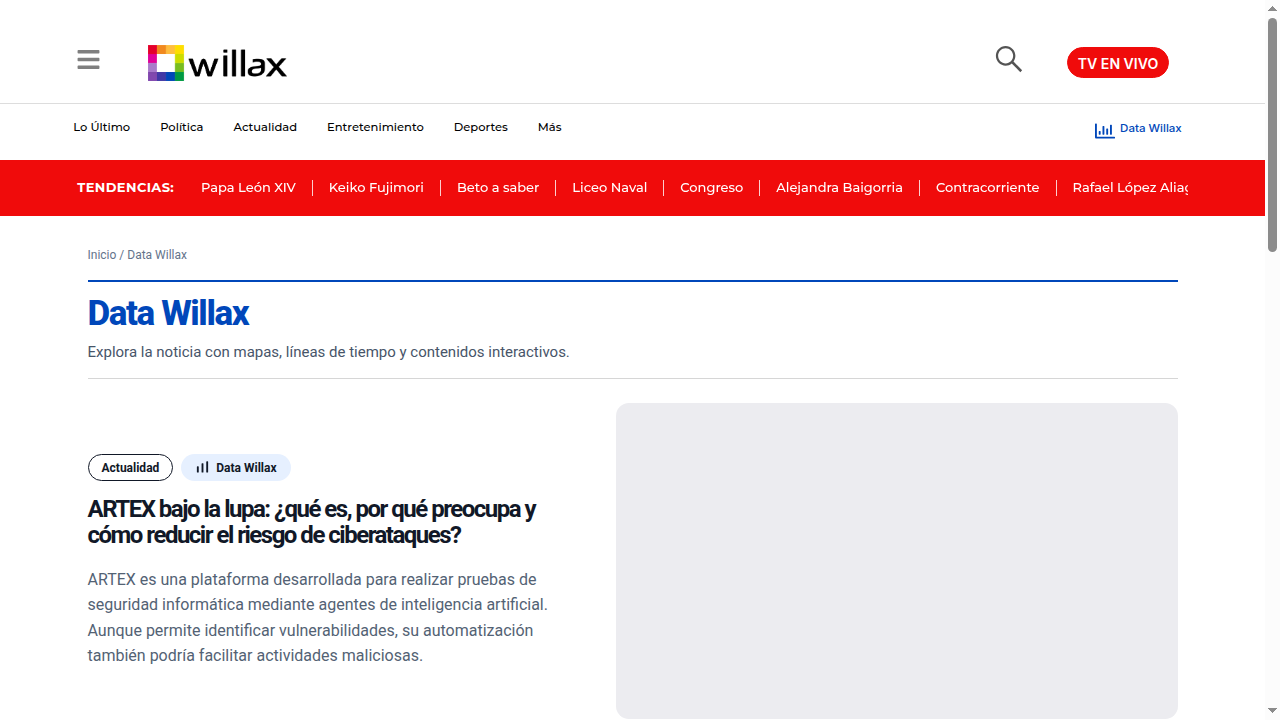 willax
TV EN VIVO
Lo Último
Política
Actualidad
Entretenimiento
Deportes
Más
Data Willax
TENDENCIAS:
Papa León XIV
Keiko Fujimori
Beto a saber
Liceo Naval
Congreso
Alejandra Baigorria
Contracorriente
Rafael López Aliag
Inicio / Data Willax
Data Willax
Explora la noticia con mapas, líneas de tiempo y contenidos interactivos.
Actualidad
Data Willax
ARTEX bajo la lupa: ¿qué es, por qué preocupa y
cómo reducir el riesgo de ciberataques?
ARTEX es una plataforma desarrollada para realizar pruebas de
seguridad informática mediante agentes de inteligencia artificial.
Aunque permite identificar vulnerabilidades, su automatización
también podría facilitar actividades maliciosas.